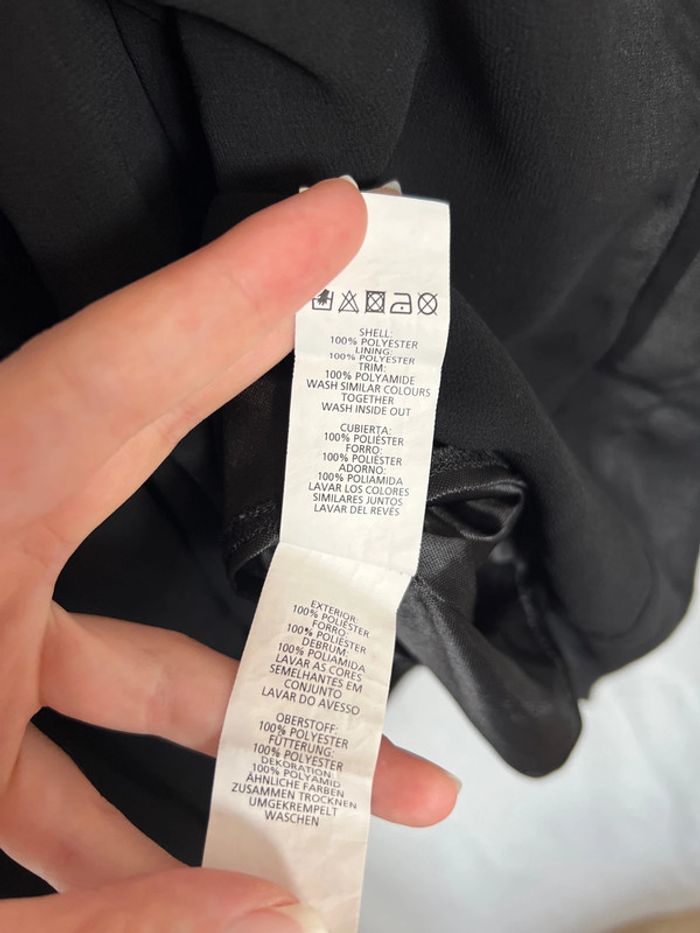 SHELL:
100% POLYESTER
LINING:
100% POLYESTER
TRIM:
100% POLYAMIDE
WASH SIMILAR COLOURS
TOGETHER
WASH INSIDE OUT
CUBIERTA:
100% POLIÉSTER
FORRO:
100% POLIÉSTER
ADORNO:
100% POLIAMIDA
LAVAR LOS COLORES
SIMILARES JUNTOS
LAVAR DEL REVÉS
EXTERIOR:
100% POLIÉSTER
FORRO:
100% POLIÉSTER
DEBRUM:
100% POLIAMIDA
LAVAR AS CORES
SEMELHANTES EM
CONJUNTO
LAVAR DO AVESSO
OBERSTOFF:
100% POLYESTER
FÜTTERUNG:
100% POLYESTER
DEKORATION:
100% POLYAMID
ÄHNLICHE FARBEN
ZUSAMMEN TROCKNEN
UMGEKREMPELT
WASCHEN